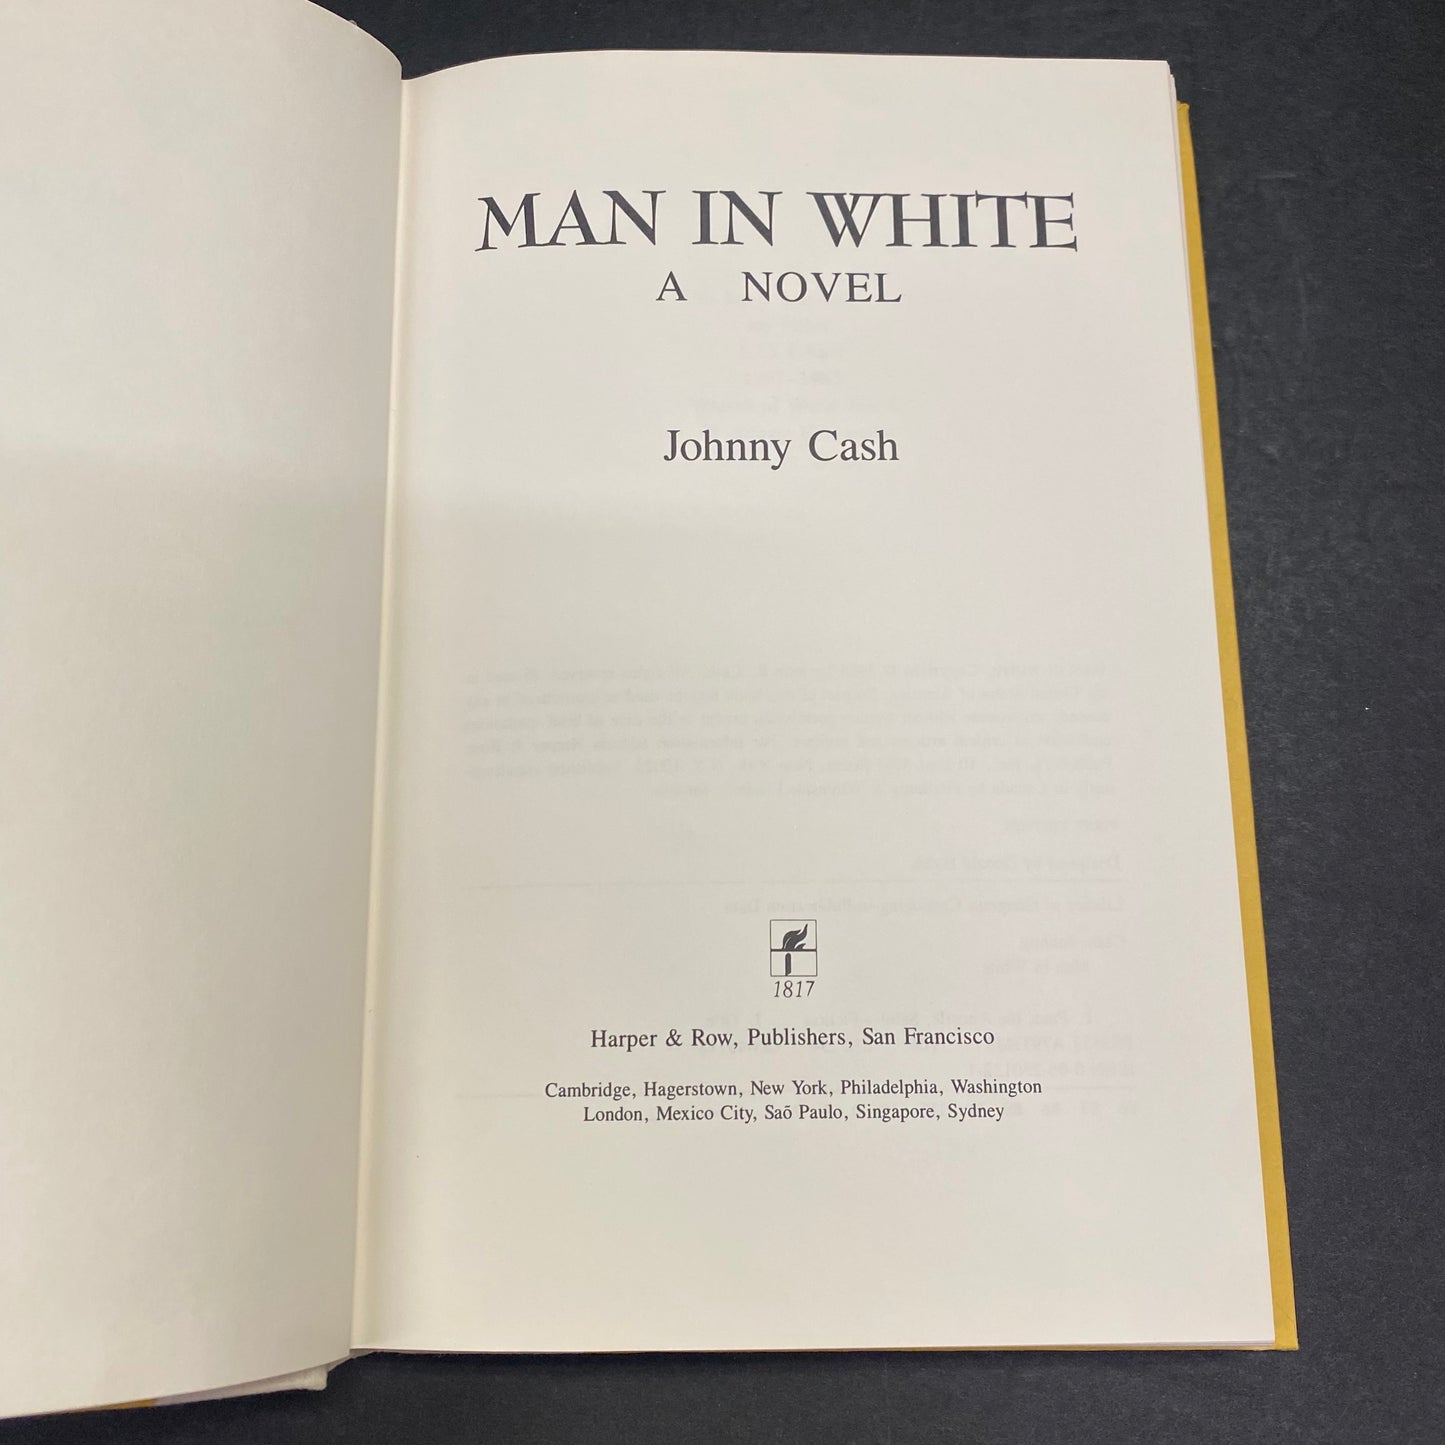 MAN IN WHITE
A NOVEL
Johnny Cash
1817
Harper & Row, Publishers, San Francisco
Cambridge, Hagerstown, New York, Philadelphia, Washington
London, Mexico City, Saõ Paulo, Singapore, Sydney